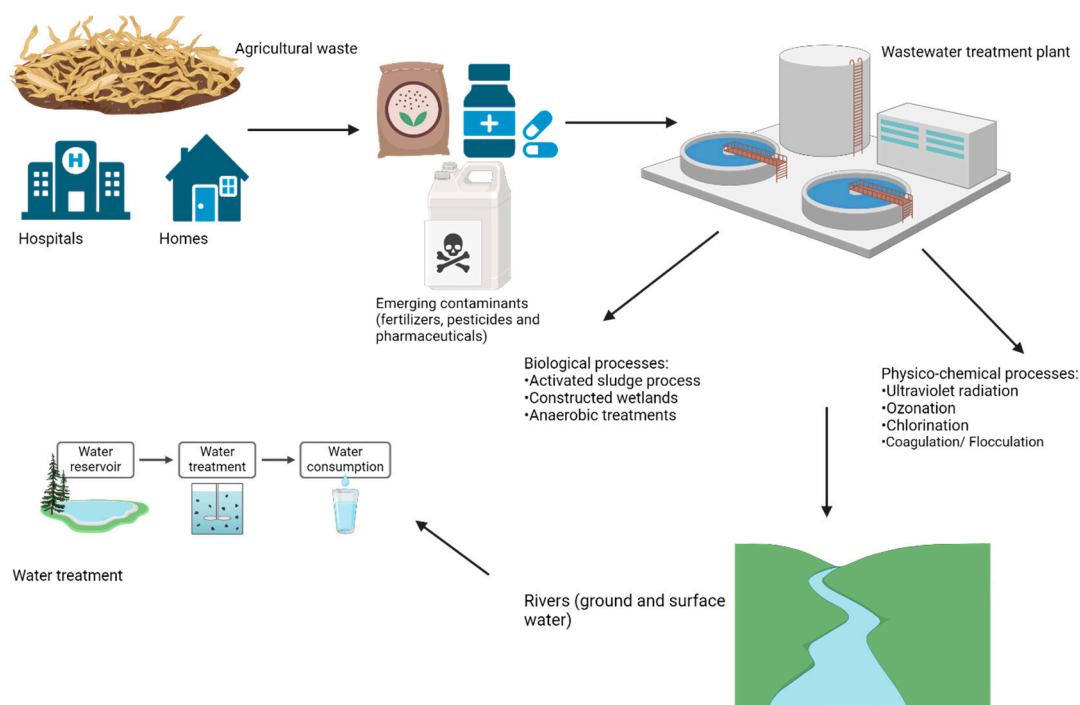 Agricultural waste
Wastewater treatment plant
H
Hospitals
Homes
Emerging contaminants
(fertilizers, pesticides and
pharmaceuticals)
Biological processes:
•Activated sludge process
•Constructed wetlands
•Anaerobic treatments
Physico-chemical processes:
•Ultraviolet radiation
•Ozonation
•Chlorination
•Coagulation/ Flocculation
Water
reservoir
Water
treatment
Water
consumption
Water treatment
Rivers (ground and surface
water)